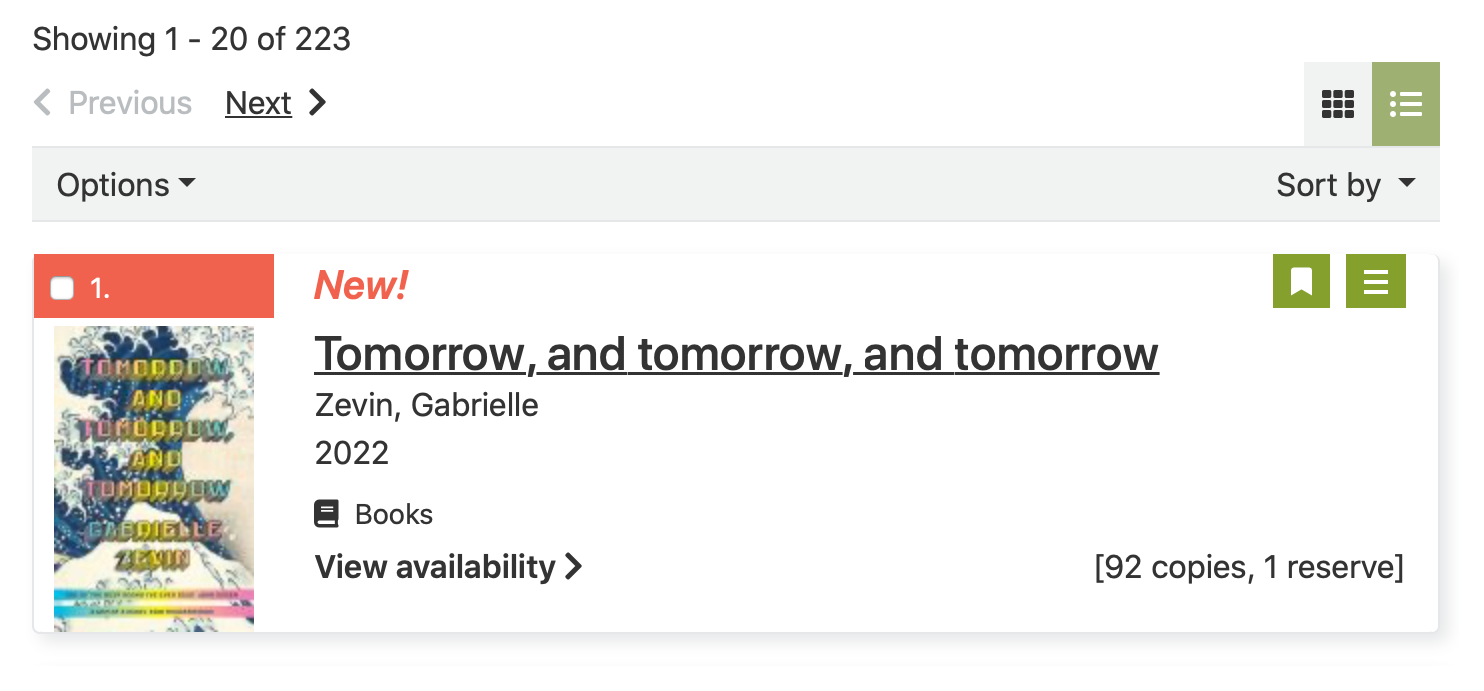 Showing 1 - 20 of 223
Previous Next
Options Sort by
1.
New!
Tomorrow, and tomorrow, and tomorrow
Zevin, Gabrielle
2022
Books
View availability [92 copies, 1 reserve]
TOMORROW,
AND
TOMORROW,
AND
TOMORROW
GABRIELLE
ZEVIN